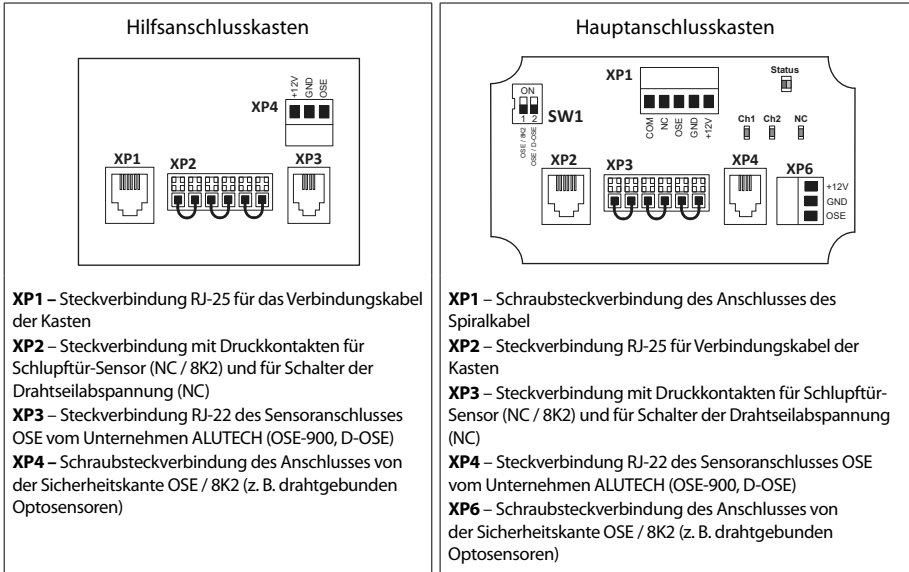 Hilfsanschlusskasten
+12V
GND
OSE
XP4
XP1
XP2
XP3
XP1 – Steckverbindung RJ-25 für das Verbindungskabel
der Kasten
XP2 – Steckverbindung mit Druckkontakten für
Schlupftür-Sensor (NC / 8K2) und für Schalter der
Drahtseilabspannung (NC)
XP3 – Steckverbindung RJ-22 des Sensoranschlusses
OSE vom Unternehmen ALUTECH (OSE-900, D-OSE)
XP4 – Schraubsteckverbindung des Anschlusses von
der Sicherheitskante OSE / 8K2 (z. B. drahtgebunden
Optosensoren)
Hauptanschlusskasten
ON
1 2
SW1
OSE / 8K2
OSE / D-OSE
XP1
COM
NC
OSE
GND
+12V
Status
Ch1 Ch2 NC
XP2
XP3
XP4
XP6
+12V
GND
OSE
XP1 – Schraubsteckverbindung des Anschlusses des
Spiralkabel
XP2 – Steckverbindung RJ-25 für Verbindungskabel der
Kasten
XP3 – Steckverbindung mit Druckkontakten für Schlupftür-
Sensor (NC / 8K2) und für Schalter der Drahtseilabspannung
(NC)
XP4 – Steckverbindung RJ-22 des Sensoranschlusses OSE
vom Unternehmen ALUTECH (OSE-900, D-OSE)
XP6 – Schraubsteckverbindung des Anschlusses von
der Sicherheitskante OSE / 8K2 (z. B. drahtgebunden
Optosensoren)